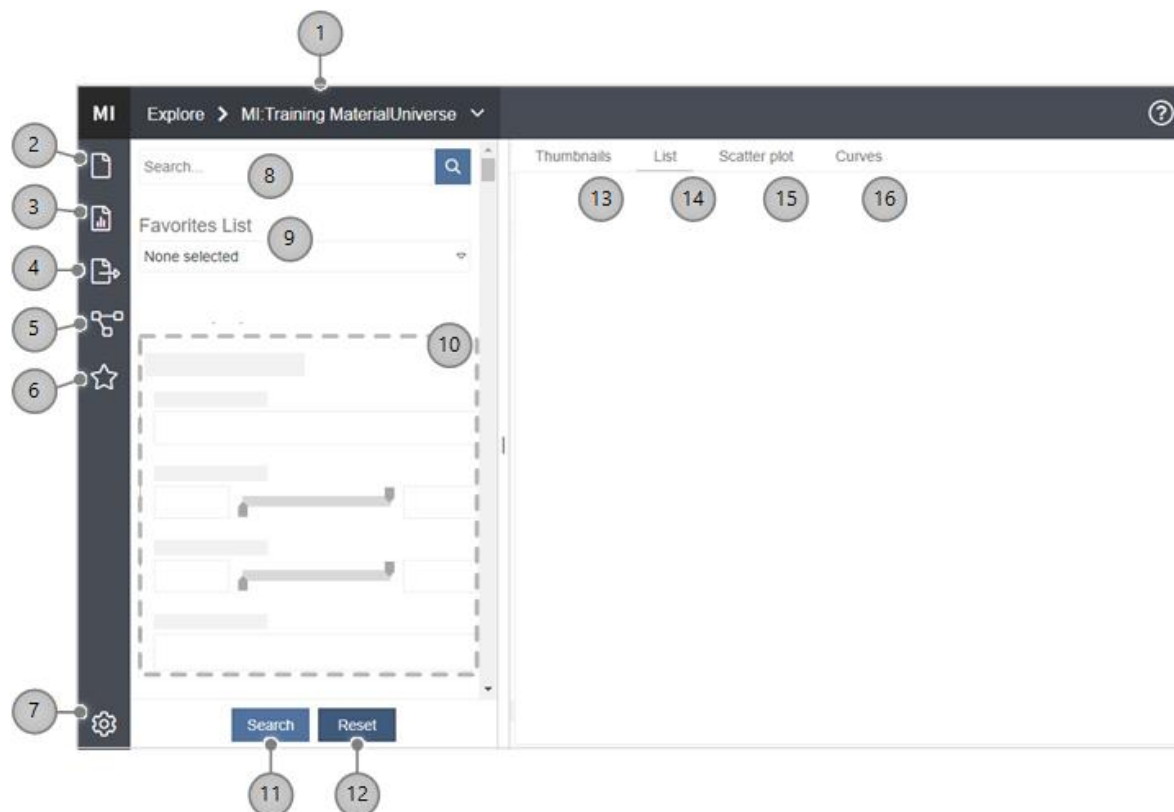 1
MI Explore MI:Training MaterialUniverse ?
2
Search...
8
Thumbnails List Scatter plot Curves
13 14 15 16
3
Favorites List
9
None selected
4
5
10
6
7
Search Reset
11 12